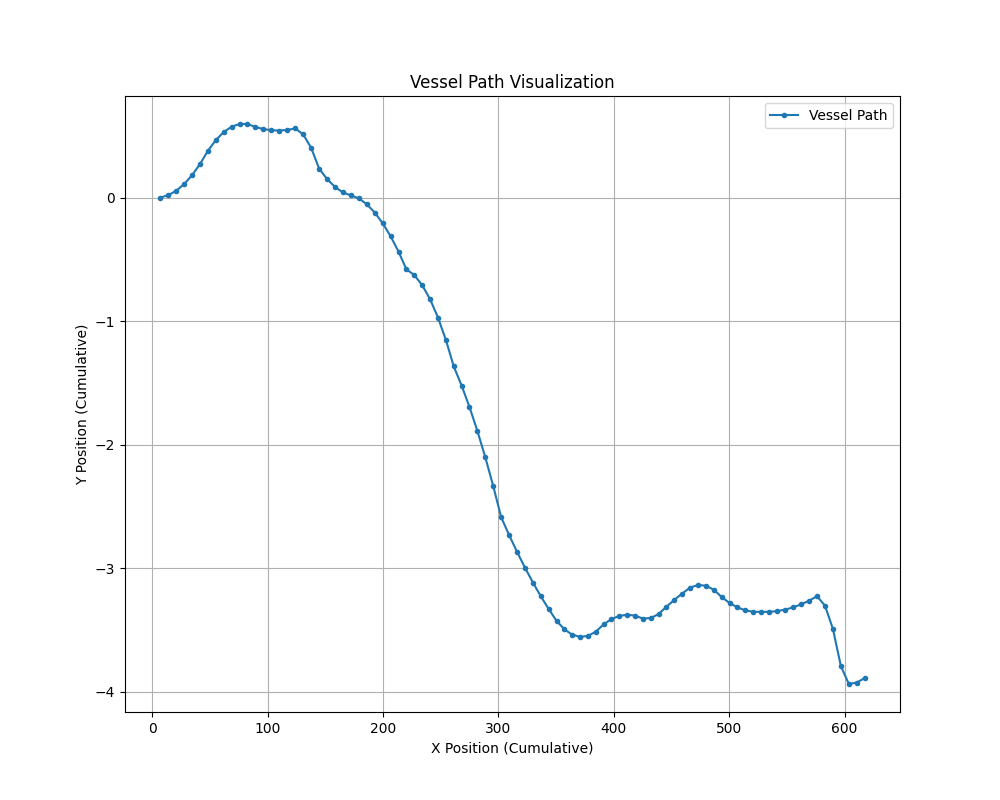 Vessel Path Visualization
Vessel Path
Y Position (Cumulative)
0
−1
−2
−3
−4
0 100 200 300 400 500 600
X Position (Cumulative)